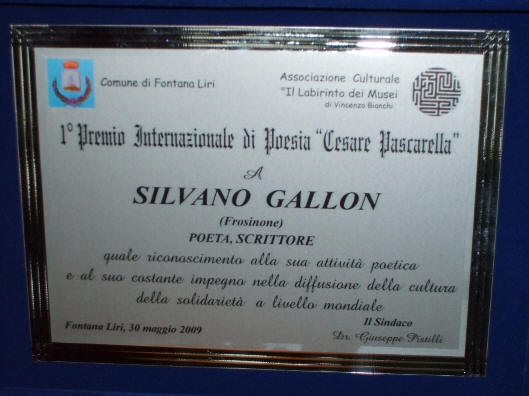 Comune di Fontana Liri
Associazione Culturale
"Il Labirinto dei Musei
di Vincenzo Bianchi
1° Premio Internazionale di Poesia "Cesare Pascarella"
A
SILVANO GALLON
(Frosinone)
POETA, SCRITTORE
quale riconoscimento alla sua attività poetica
e al suo costante impegno nella diffusione della cultura
della solidarietà a livello mondiale
Fontana Liri, 30 maggio 2009
Il Sindaco
Dr. Giuseppe Pistilli